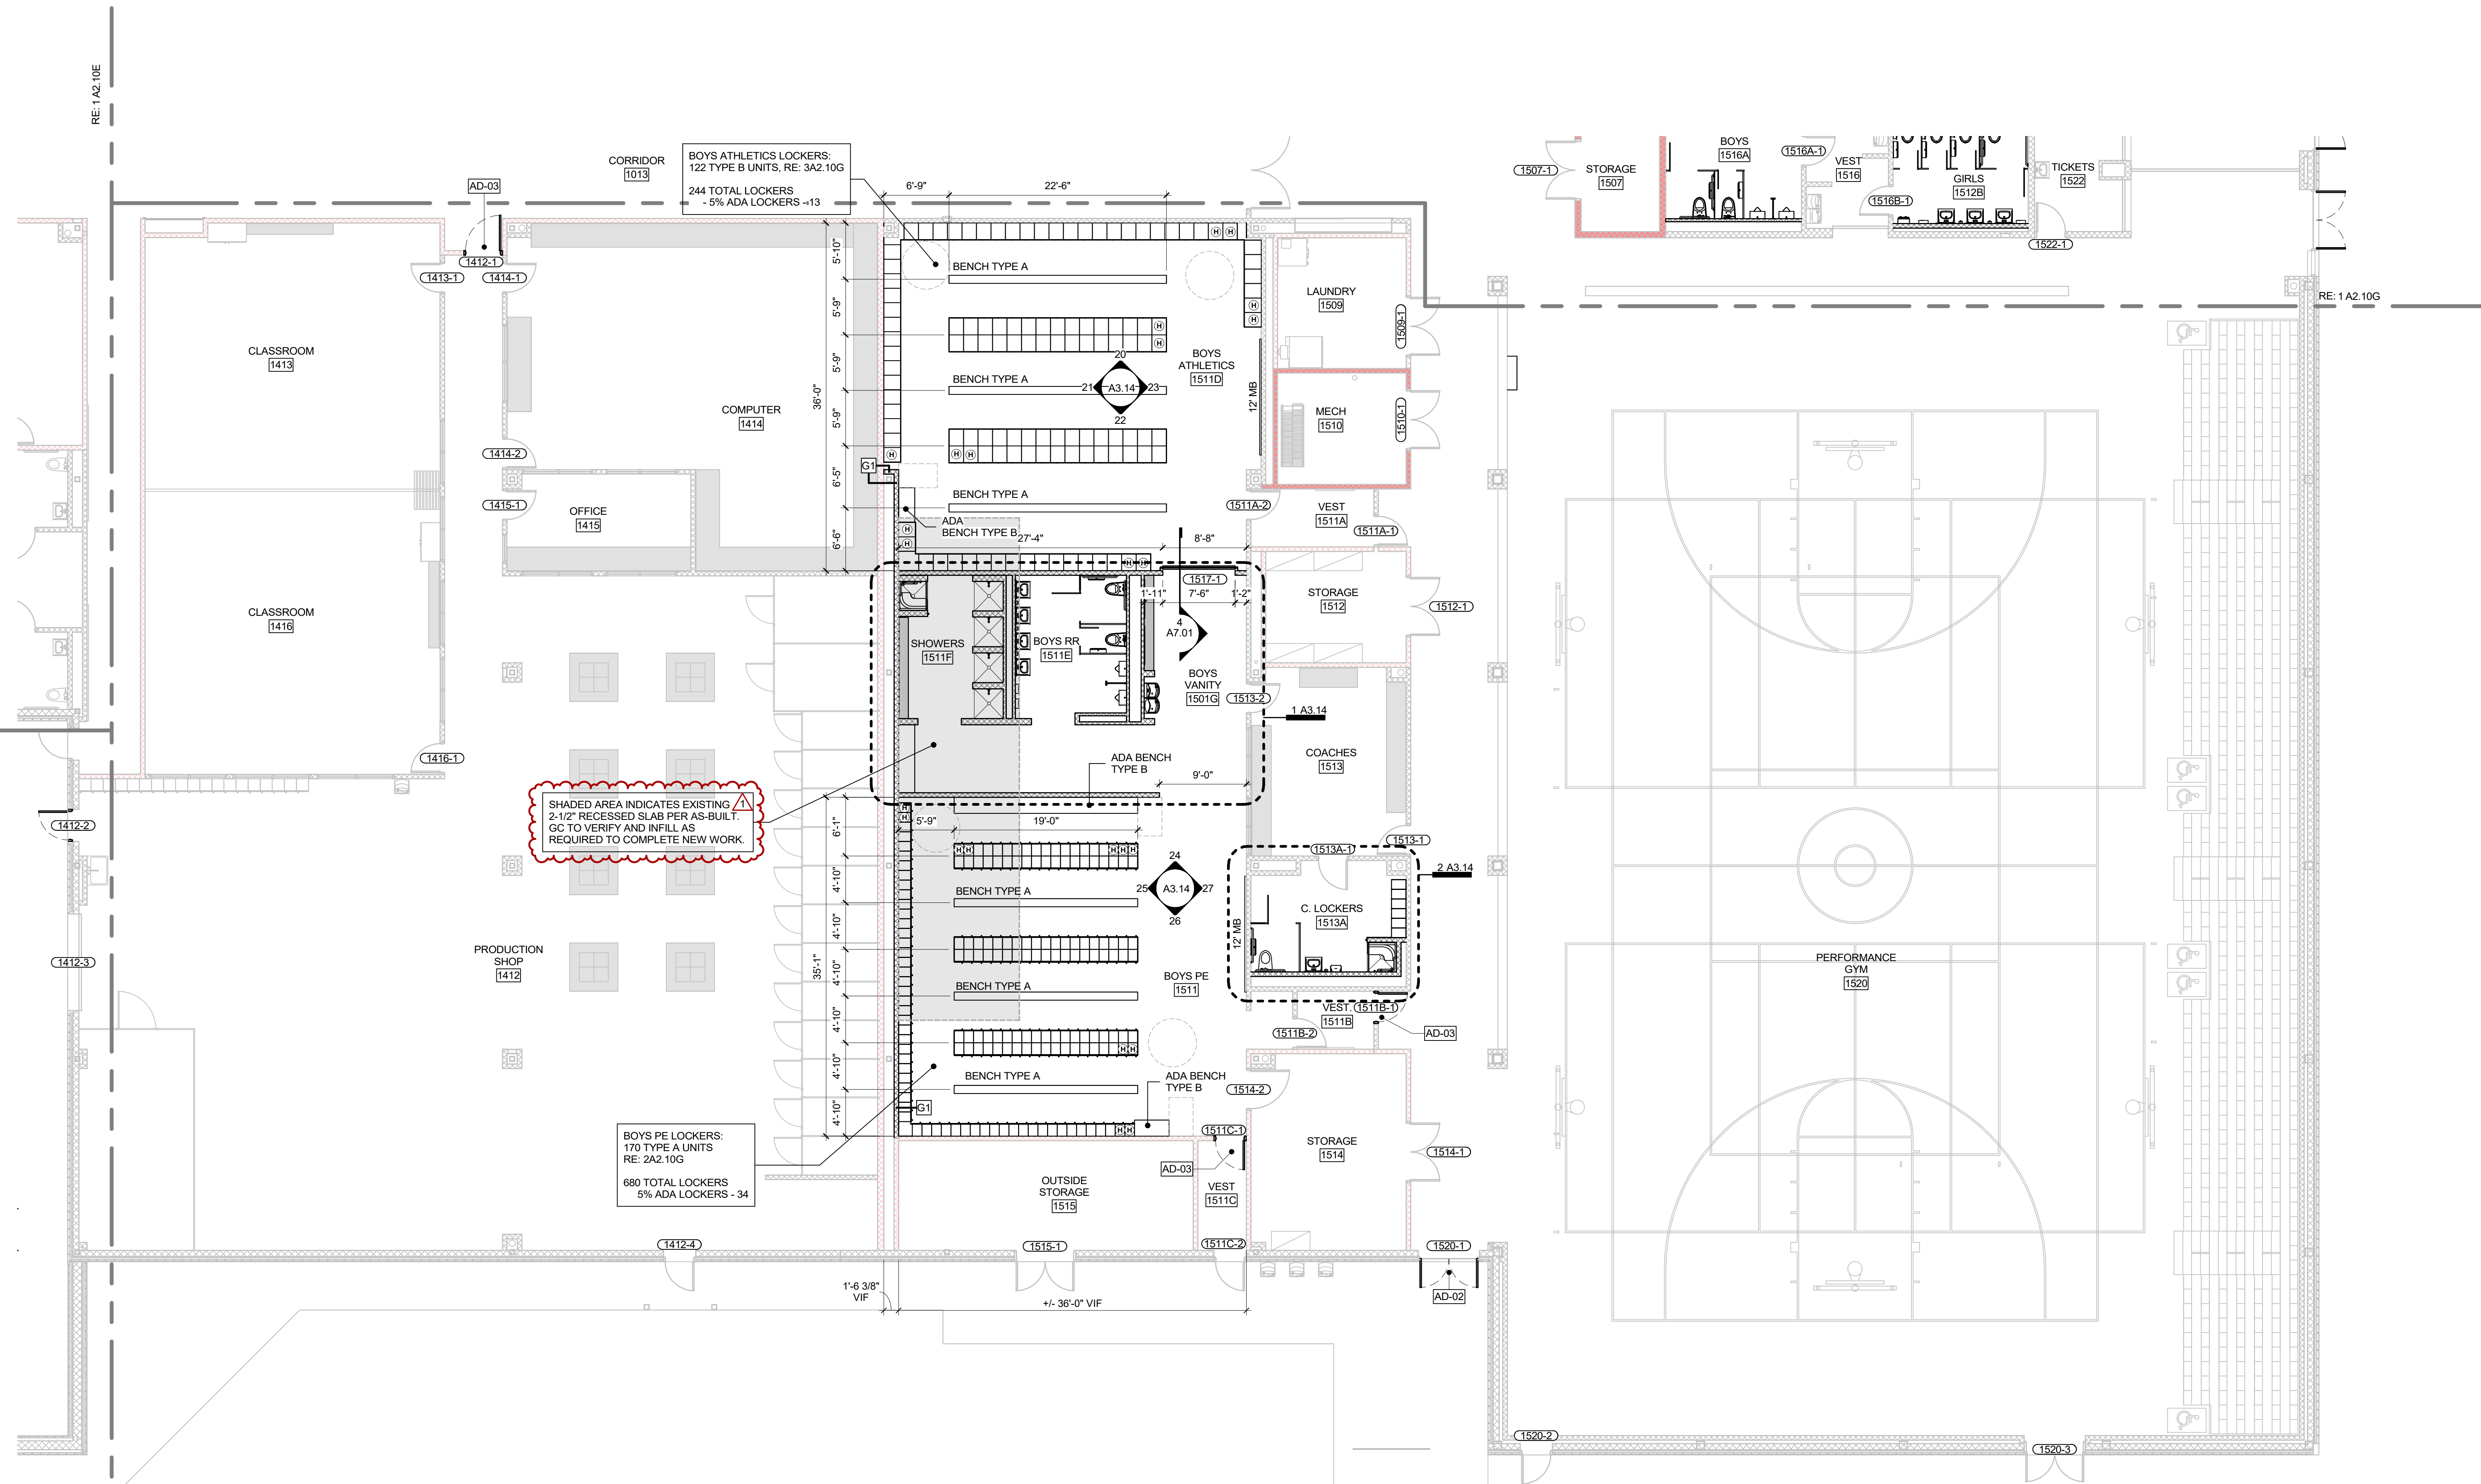 RE: 1 A2.10E
CORRIDOR
1013
BOYS ATHLETICS LOCKERS:
122 TYPE B UNITS, RE: 3A2.10G
244 TOTAL LOCKERS
- 5% ADA LOCKERS -=13
6'-9"
22'-6"
AD-03
1412-1
1413-1
1414-1
1507-1
STORAGE
1507
BOYS
1516A
1516A-1
VEST
1516
1516B-1
GIRLS
1512B
TICKETS
1522
1522-1
RE: 1 A2.10G
CLASSROOM
1413
COMPUTER
1414
1414-2
1415-1
OFFICE
1415
CLASSROOM
1416
1416-1
36'-0"
5'-10"
5'-9"
5'-9"
5'-9"
6'-5"
6'-6"
BENCH TYPE A
H H
H
H
H
H
BENCH TYPE A
20
21 A3.14 23
22
BOYS
ATHLETICS
1511D
12' MB
H
H H
G1
BENCH TYPE A
ADA
BENCH TYPE B
H
H
27'-4"
8'-8"
H H
LAUNDRY
1509
1509-1
MECH
1510
1510-1
1511A-2
VEST
1511A
1511A-1
1517-1
1'-11"
7'-6"
1'-2"
STORAGE
1512
1512-1
4
A7.01
SHOWERS
1511F
BOYS RR
1511E
BOYS
VANITY
1501G
1513-2
1 A3.14
COACHES
1513
ADA BENCH
TYPE B
9'-0"
SHADED AREA INDICATES EXISTING
2-1/2" RECESSED SLAB PER AS-BUILT.
GC TO VERIFY AND INFILL AS
REQUIRED TO COMPLETE NEW WORK.
1
1412-2
1412-3
PRODUCTION
SHOP
1412
35'-1"
6'-1"
4'-10"
4'-10"
4'-10"
4'-10"
4'-10"
4'-10"
H
H
5'-9"
19'-0"
H H
H H H
BENCH TYPE A
24
25 A3.14 27
26
BENCH TYPE A
BOYS PE
1511
H H
BENCH TYPE A
ADA BENCH
TYPE B
G1
H H
1513-1
1513A-1
2 A3.14
C. LOCKERS
1513A
12' MB
VEST.
1511B
1511B-1
1511B-2
AD-03
1514-2
STORAGE
1514
1514-1
PERFORMANCE
GYM
1520
BOYS PE LOCKERS:
170 TYPE A UNITS
RE: 2A2.10G
680 TOTAL LOCKERS
5% ADA LOCKERS - 34
1511C-1
AD-03
VEST
1511C
OUTSIDE
STORAGE
1515
1412-4
1515-1
1511C-2
1520-1
AD-02
1'-6 3/8"
VIF
+/- 36'-0" VIF
1520-2
1520-3